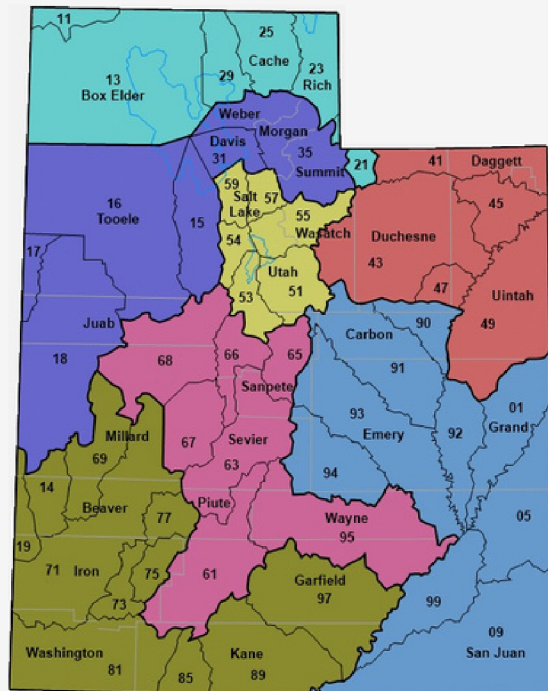 11
25
Cache
13
Box Elder
29
23
Rich
Weber
Morgan
Davis
31
35
Summit
21
41
Daggett
59
Salt
Lake
57
45
16
Tooele
15
55
Wasatch
54
Duchesne
43
17
Utah
51
53
47
Uintah
49
Juab
18
68
66
65
Carbon
90
91
Sanpete
01
Grand
Millard
69
67
Sevier
63
93
Emery
92
94
14
Beaver
77
Piute
Wayne
95
05
19
71
Iron
75
73
61
Garfield
97
99
09
San Juan
Washington
81
85
Kane
89